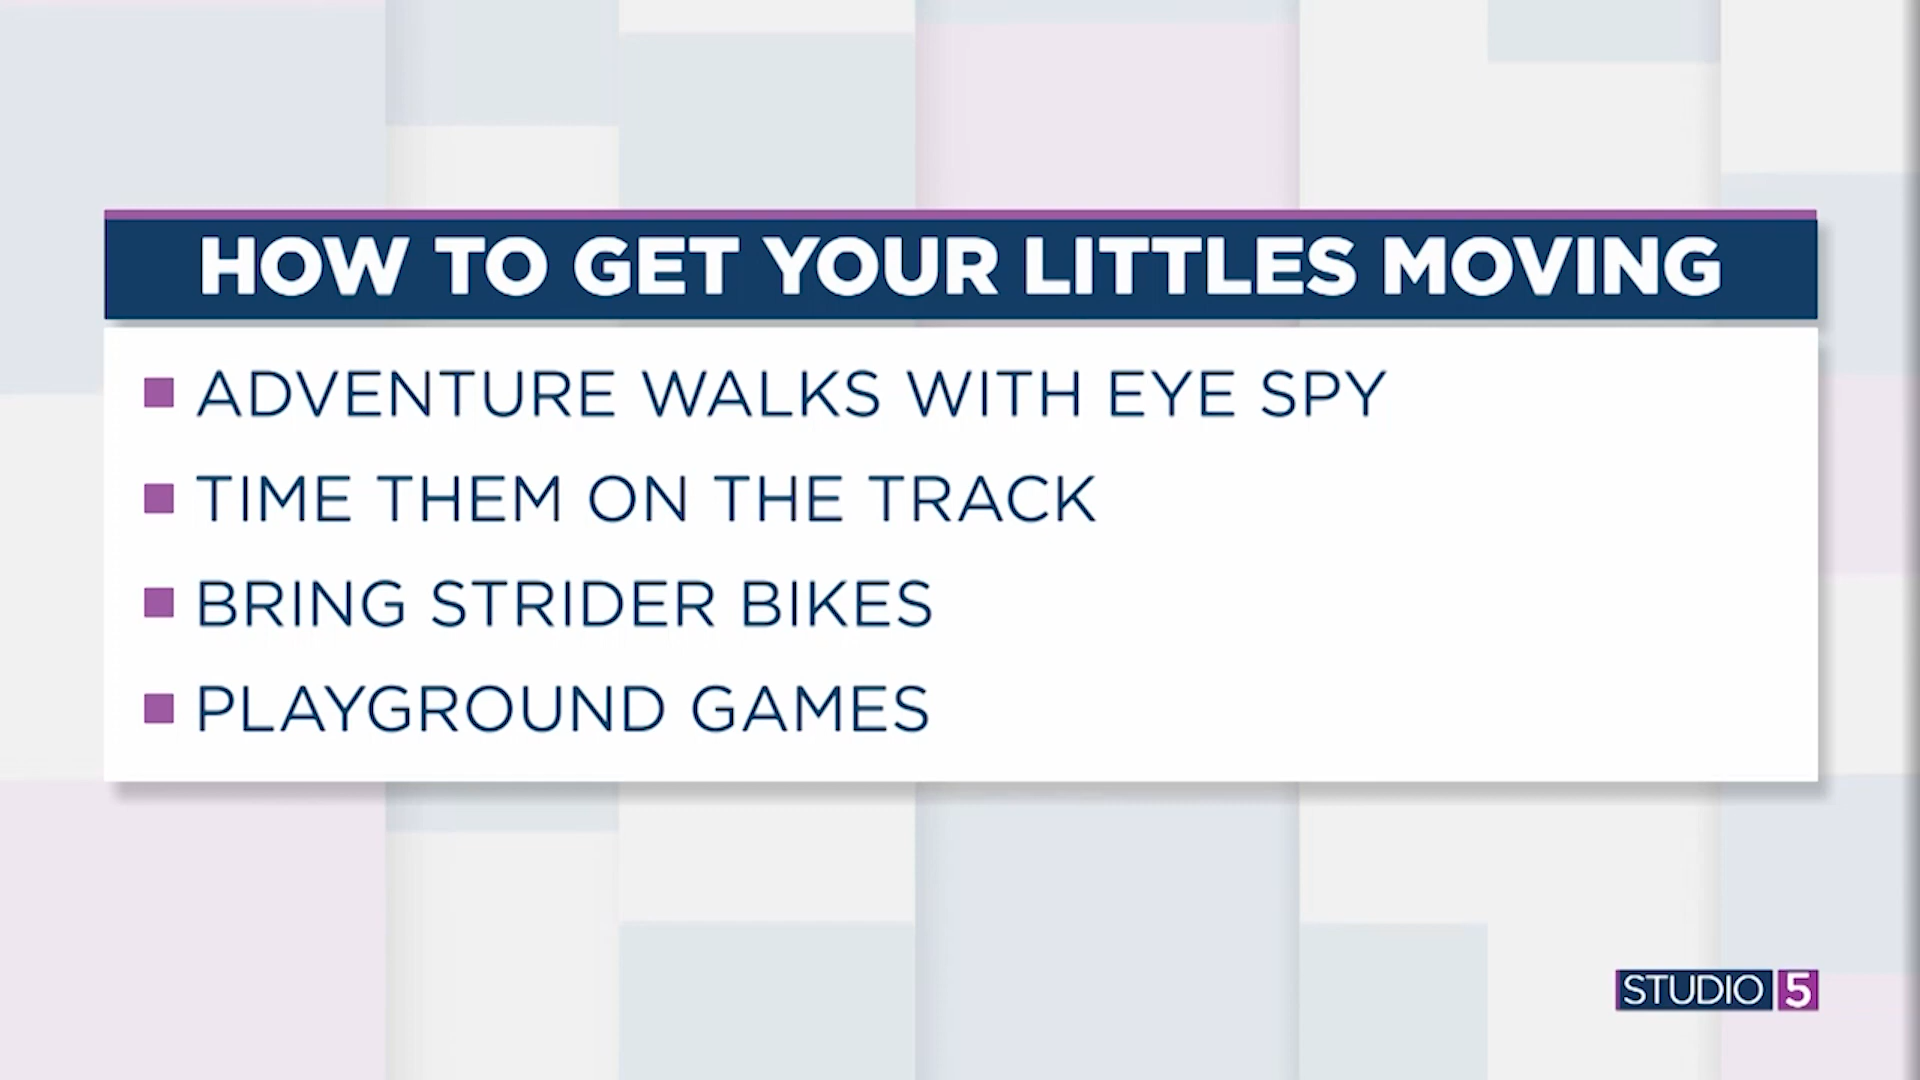 HOW TO GET YOUR LITTLES MOVING
ADVENTURE WALKS WITH EYE SPY
TIME THEM ON THE TRACK
BRING STRIDER BIKES
PLAYGROUND GAMES
STUDIO 5